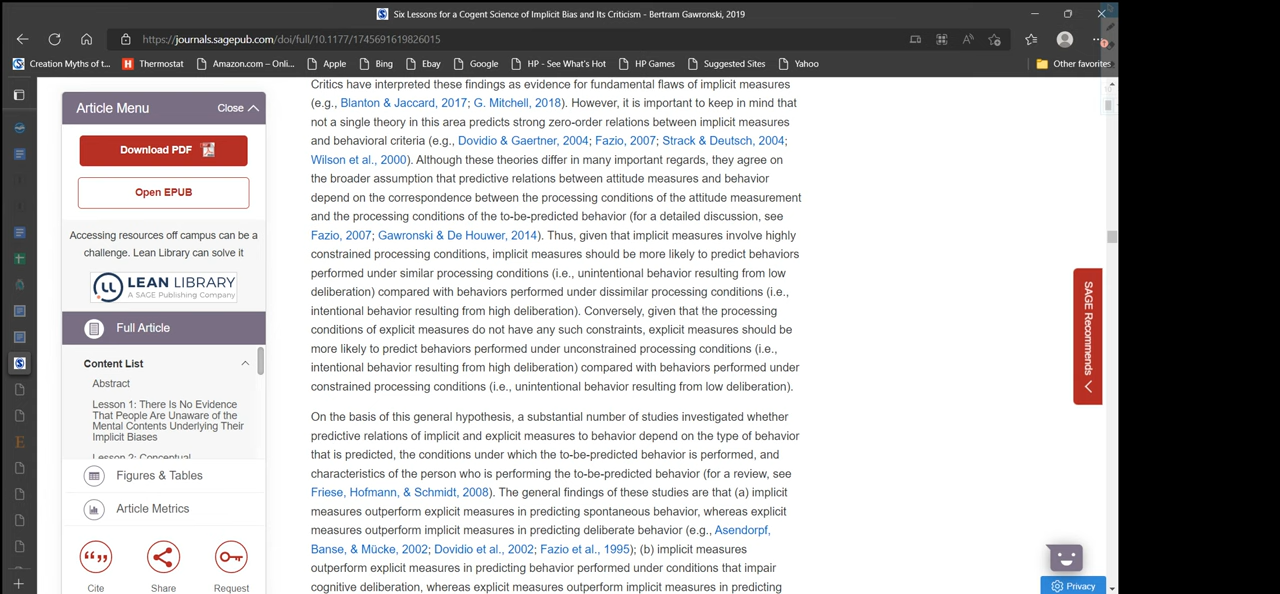 Six Lessons for a Cogent Science of Implicit Bias and Its Criticism - Bertram Gawronski, 2019
https://journals.sagepub.com/doi/full/10.1177/1745691619826015
Creation Myths of t...
Thermostat
Amazon.com – Onli...
Apple
Bing
Ebay
Google
HP - See What's Hot
HP Games
Suggested Sites
Yahoo
Other favorites
Article Menu
Close
Download PDF
Open EPUB
Accessing resources off campus can be a
challenge. Lean Library can solve it
LEAN LIBRARY
A SAGE Publishing Company
Full Article
Content List
Abstract
Lesson 1: There Is No Evidence
That People Are Unaware of the
Mental Contents Underlying Their
Implicit Biases
Lesson 2: Conceptual
Figures & Tables
Article Metrics
Cite
Share
Request
Critics have interpreted these findings as evidence for fundamental flaws of implicit measures
(e.g., Blanton & Jaccard, 2017; G. Mitchell, 2018). However, it is important to keep in mind that
not a single theory in this area predicts strong zero-order relations between implicit measures
and behavioral criteria (e.g., Dovidio & Gaertner, 2004; Fazio, 2007; Strack & Deutsch, 2004;
Wilson et al., 2000). Although these theories differ in many important regards, they agree on
the broader assumption that predictive relations between attitude measures and behavior
depend on the correspondence between the processing conditions of the attitude measurement
and the processing conditions of the to-be-predicted behavior (for a detailed discussion, see
Fazio, 2007; Gawronski & De Houwer, 2014). Thus, given that implicit measures involve highly
constrained processing conditions, implicit measures should be more likely to predict behaviors
performed under similar processing conditions (i.e., unintentional behavior resulting from low
deliberation) compared with behaviors performed under dissimilar processing conditions (i.e.,
intentional behavior resulting from high deliberation). Conversely, given that the processing
conditions of explicit measures do not have any such constraints, explicit measures should be
more likely to predict behaviors performed under unconstrained processing conditions (i.e.,
intentional behavior resulting from high deliberation) compared with behaviors performed under
constrained processing conditions (i.e., unintentional behavior resulting from low deliberation).
On the basis of this general hypothesis, a substantial number of studies investigated whether
predictive relations of implicit and explicit measures to behavior depend on the type of behavior
that is predicted, the conditions under which the to-be-predicted behavior is performed, and
characteristics of the person who is performing the to-be-predicted behavior (for a review, see
Friese, Hofmann, & Schmidt, 2008). The general findings of these studies are that (a) implicit
measures outperform explicit measures in predicting spontaneous behavior, whereas explicit
measures outperform implicit measures in predicting deliberate behavior (e.g., Asendorpf,
Banse, & Mücke, 2002; Dovidio et al., 2002; Fazio et al., 1995); (b) implicit measures
outperform explicit measures in predicting behavior performed under conditions that impair
cognitive deliberation, whereas explicit measures outperform implicit measures in predicting
SAGE Recommends
Privacy